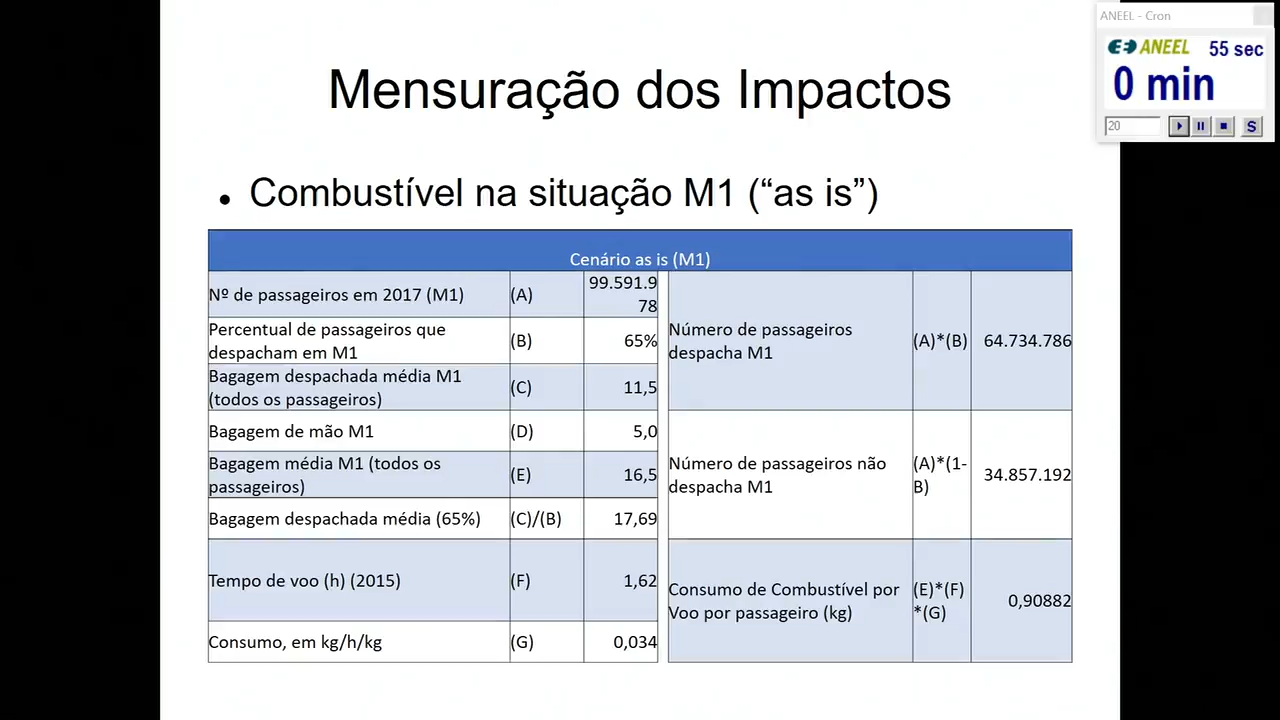 ANEEL - Cron
ANEEL 55 sec
0 min
20
S
Mensuração dos Impactos
• Combustível na situação M1 (“as is”)
Cenário as is (M1)
Nº de passageiros em 2017 (M1) (A) 99.591.9
78
Percentual de passageiros que
despacham em M1 (B) 65%
Bagagem despachada média M1
(todos os passageiros) (C) 11,5
Bagagem de mão M1 (D) 5,0
Bagagem média M1 (todos os
passageiros) (E) 16,5
Bagagem despachada média (65%) (C)/(B) 17,69
Tempo de voo (h) (2015) (F) 1,62
Consumo, em kg/h/kg (G) 0,034
Número de passageiros
despacha M1 (A)*(B) 64.734.786
Número de passageiros não
despacha M1 (A)*(1-
B) 34.857.192
Consumo de Combustível por
Voo por passageiro (kg) (E)*(F)
*(G) 0,90882